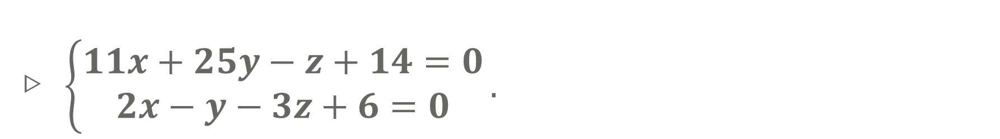 ▷ {11x + 25y − z + 14 = 0
2x − y − 3z + 6 = 0 .